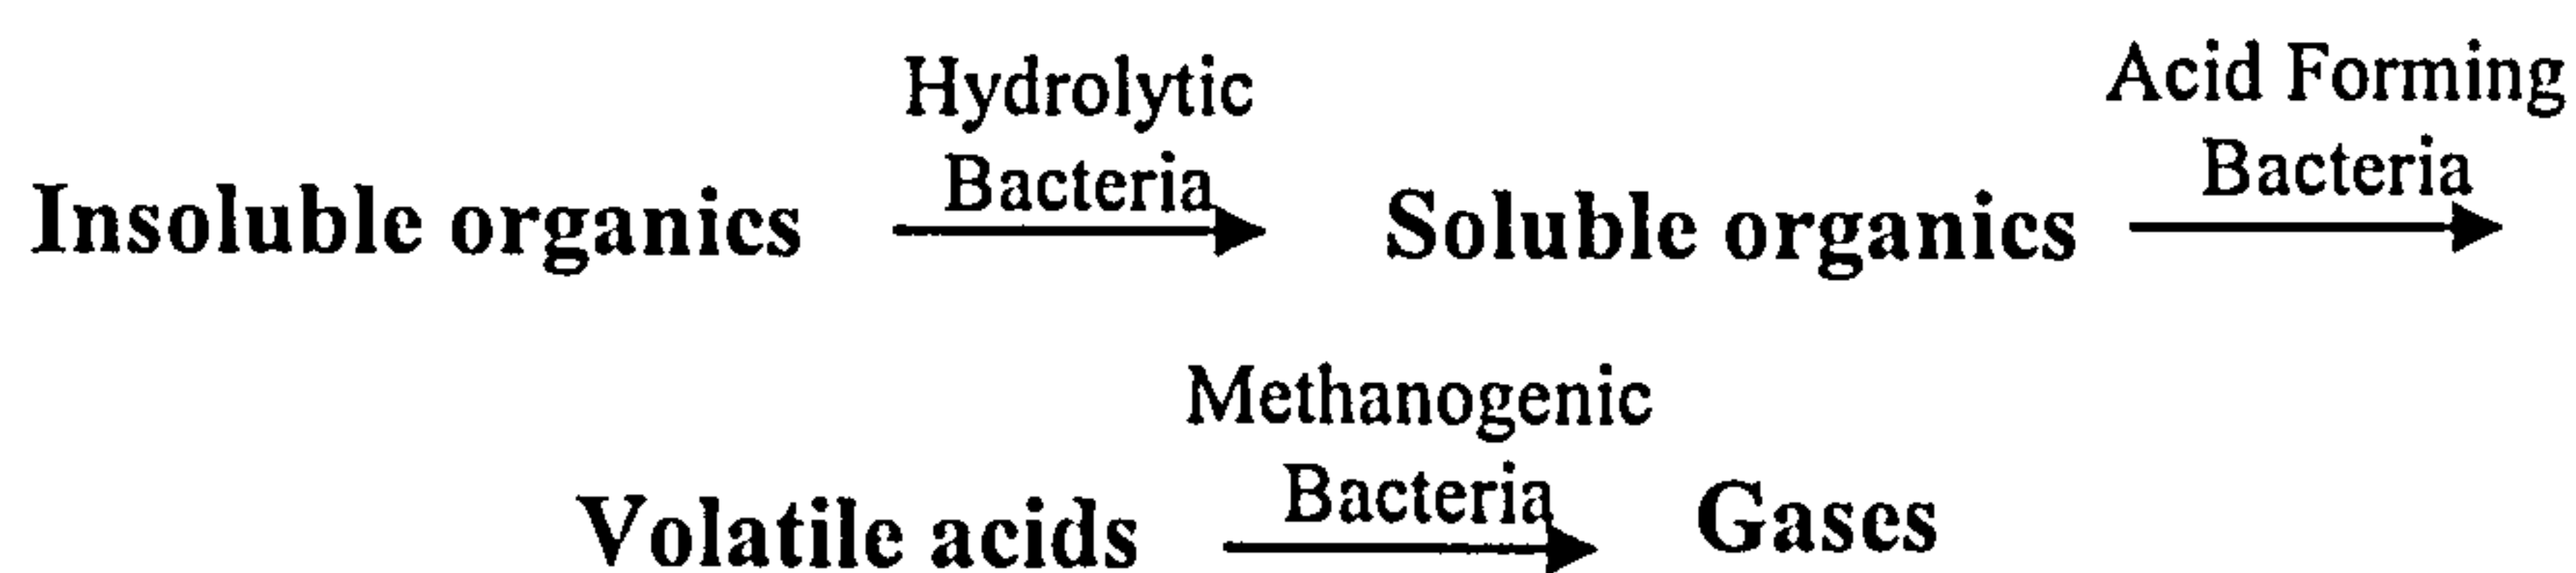 Hydrolytic
Bacteria
Acid Forming
Bacteria
Insoluble organics
Soluble organics
Methanogenic
Bacteria
Volatile acids
Gases